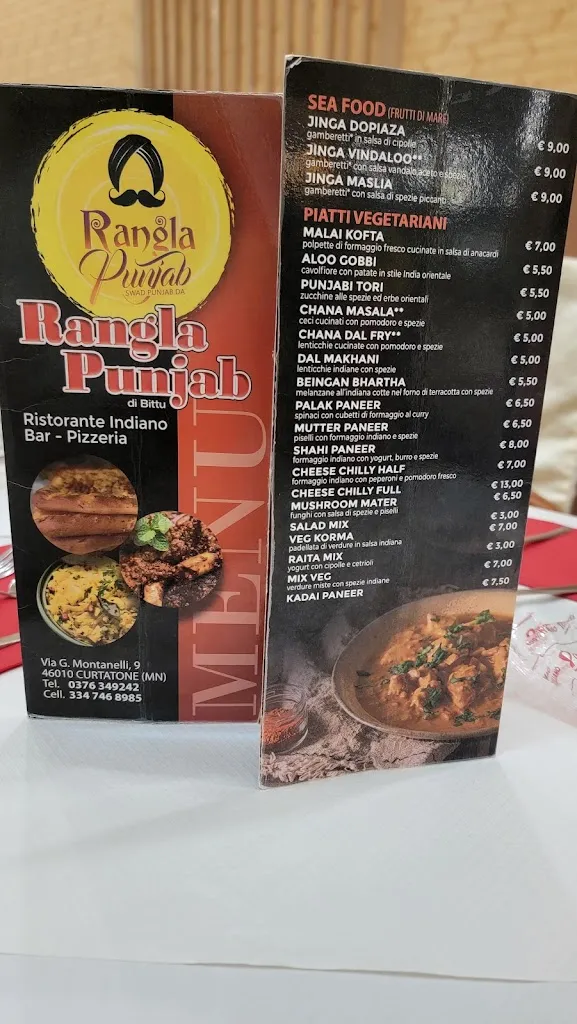 Rangla
Punjab
SWAD PUNJAB DA
Rangla
Punjab
di Bittu
Ristorante Indiano
Bar - Pizzeria
MENU
Via G. Montanelli, 9
46010 CURTATONE (MN)
Tel. 0376 349242
Cell. 334 746 8985
SEA FOOD (FRUTTI DI MARE)
JINGA DOPIAZA
gamberetti* in salsa di cipolle € 9,00
JINGA VINDALOO**
gamberetti* con salsa vandalo aceto e spezia € 9,00
JINGA MASLIA
gamberetti* con salsa di spezie piccanti € 9,00
PIATTI VEGETARIANI
MALAI KOFTA € 7,00
polpette di formaggio fresco cucinate in salsa di anacardi
ALOO GOBBI € 5,50
cavolfiore con patate in stile India orientale
PUNJABI TORI € 5,50
zucchine alle spezie ed erbe orientali
CHANA MASALA** € 5,00
ceci cucinati con pomodoro e spezie
CHANA DAL FRY** € 5,00
lenticchie cucinate con pomodoro e spezie
DAL MAKHANI € 5,00
lenticchie indiane con spezie
BEINGAN BHARTHA € 5,50
melanzane all'indiana cotte nel forno di terracotta con spezie
PALAK PANEER € 6,50
spinaci con cubetti di formaggio al curry
MUTTER PANEER € 6,50
piselli con formaggio indiano e spezie
SHAHI PANEER € 8,00
formaggio indiano con yogurt, burro e spezie
CHEESE CHILLY HALF € 7,00
formaggio indiano con peperoni e pomodoro fresco
CHEESE CHILLY FULL € 13,00
MUSHROOM MATER € 6,50
funghi con salsa di spezie e piselli
SALAD MIX € 3,00
VEG KORMA € 7,00
padellata di verdure in salsa indiana
RAITA MIX € 3,00
yogurt con cipolle e cetrioli
MIX VEG € 7,00
verdure miste con spezie indiane
KADAI PANEER € 7,50